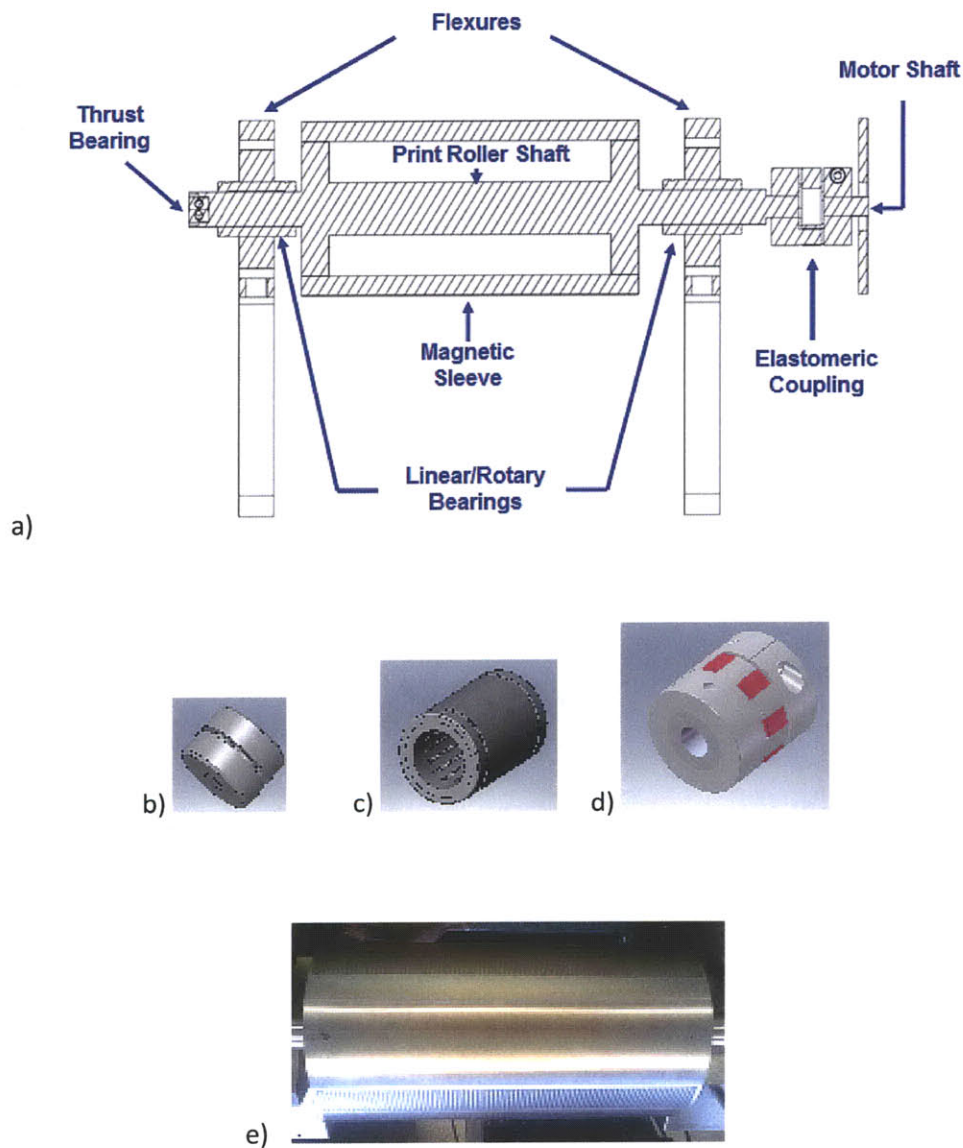 Flexures
Motor Shaft
Thrust
Bearing
Print Roller Shaft
Magnetic
Sleeve
Elastomeric
Coupling
Linear/Rotary
Bearings
a)
b)
c)
d)
e)